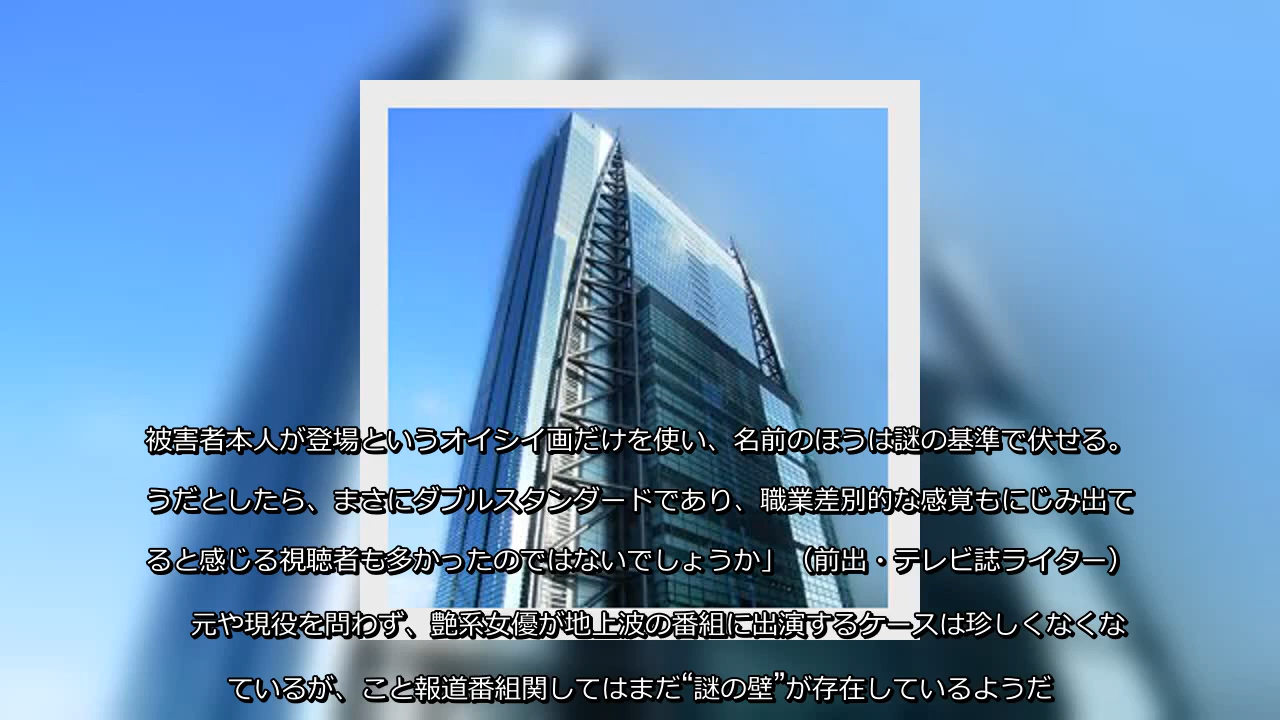 被害者本人が登場というオイシイ画だけを使い、名前のほうは謎の基準で伏せる。
うだとしたら、まさにダブルスタンダードであり、職業差別的な感覚もにじみ出て
ると感じる視聴者も多かったのではないでしょうか」（前出・テレビ誌ライター）
元や現役を問わず、艶系女優が地上波の番組に出演するケースは珍しくなくな
ているが、こと報道番組関してはまだ“謎の壁”が存在しているようだ